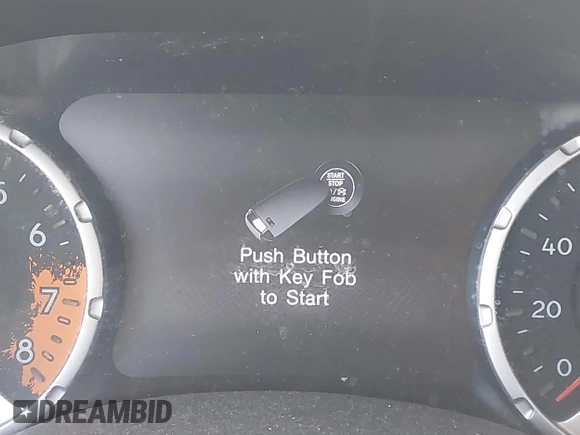 START
STOP
ENGINE
Push Button
with Key Fob
to Start
5
6
7
8
40
20
0
DREAMBID